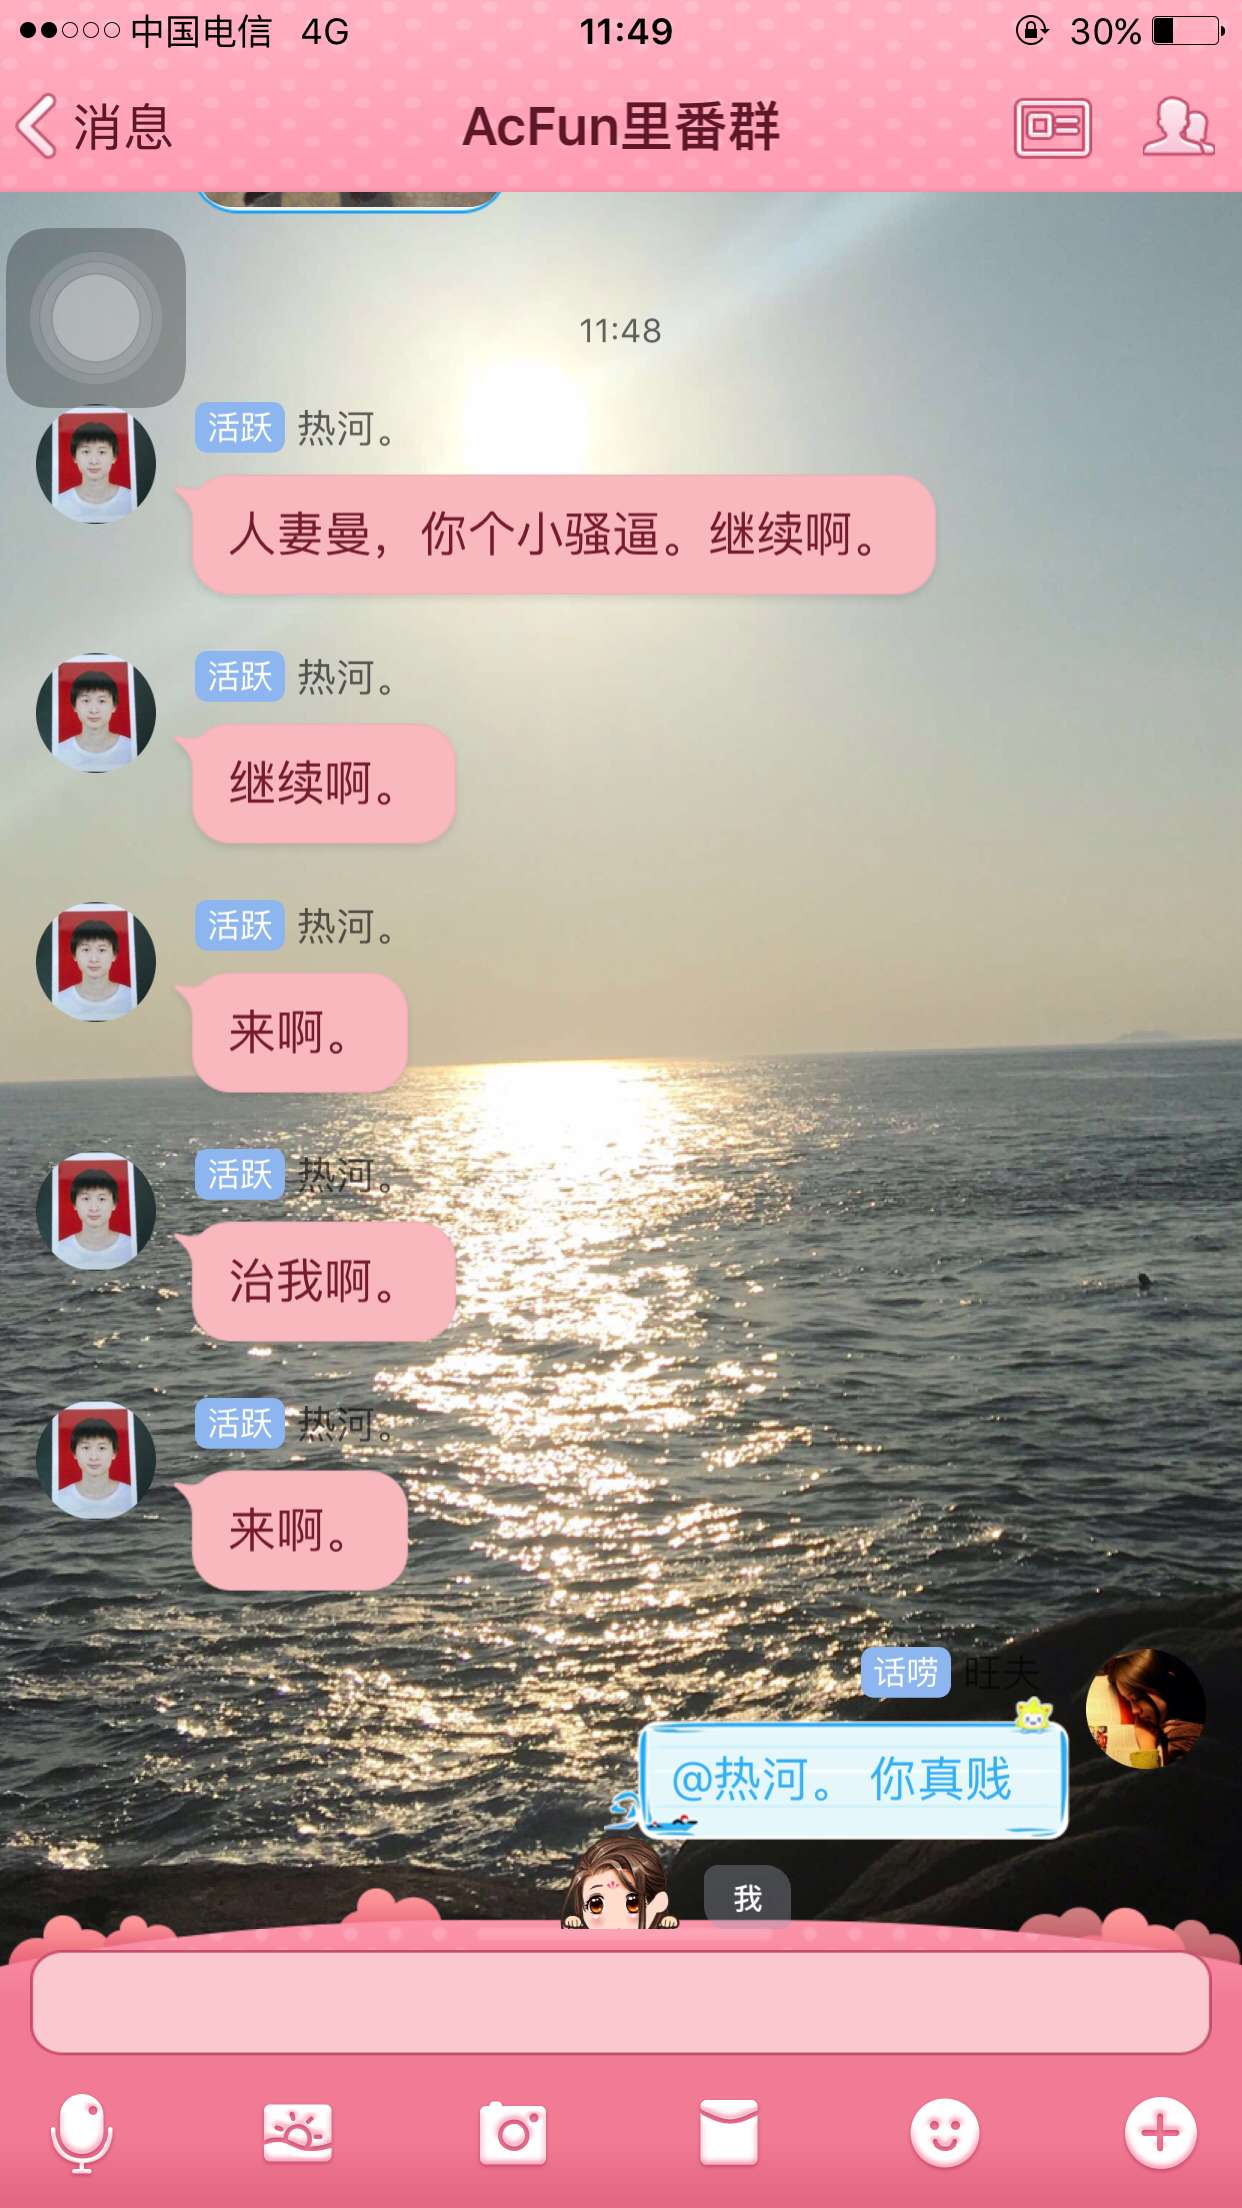 中国电信 4G 11:49 30%
消息 AcFun里番群
11:48
活跃 热河。
人妻曼，你个小骚逼。继续啊。
活跃 热河。
继续啊。
活跃 热河。
来啊。
活跃 热河。
治我啊。
活跃 热河。
来啊。
话唠 旺夫
@热河。 你真贱
我